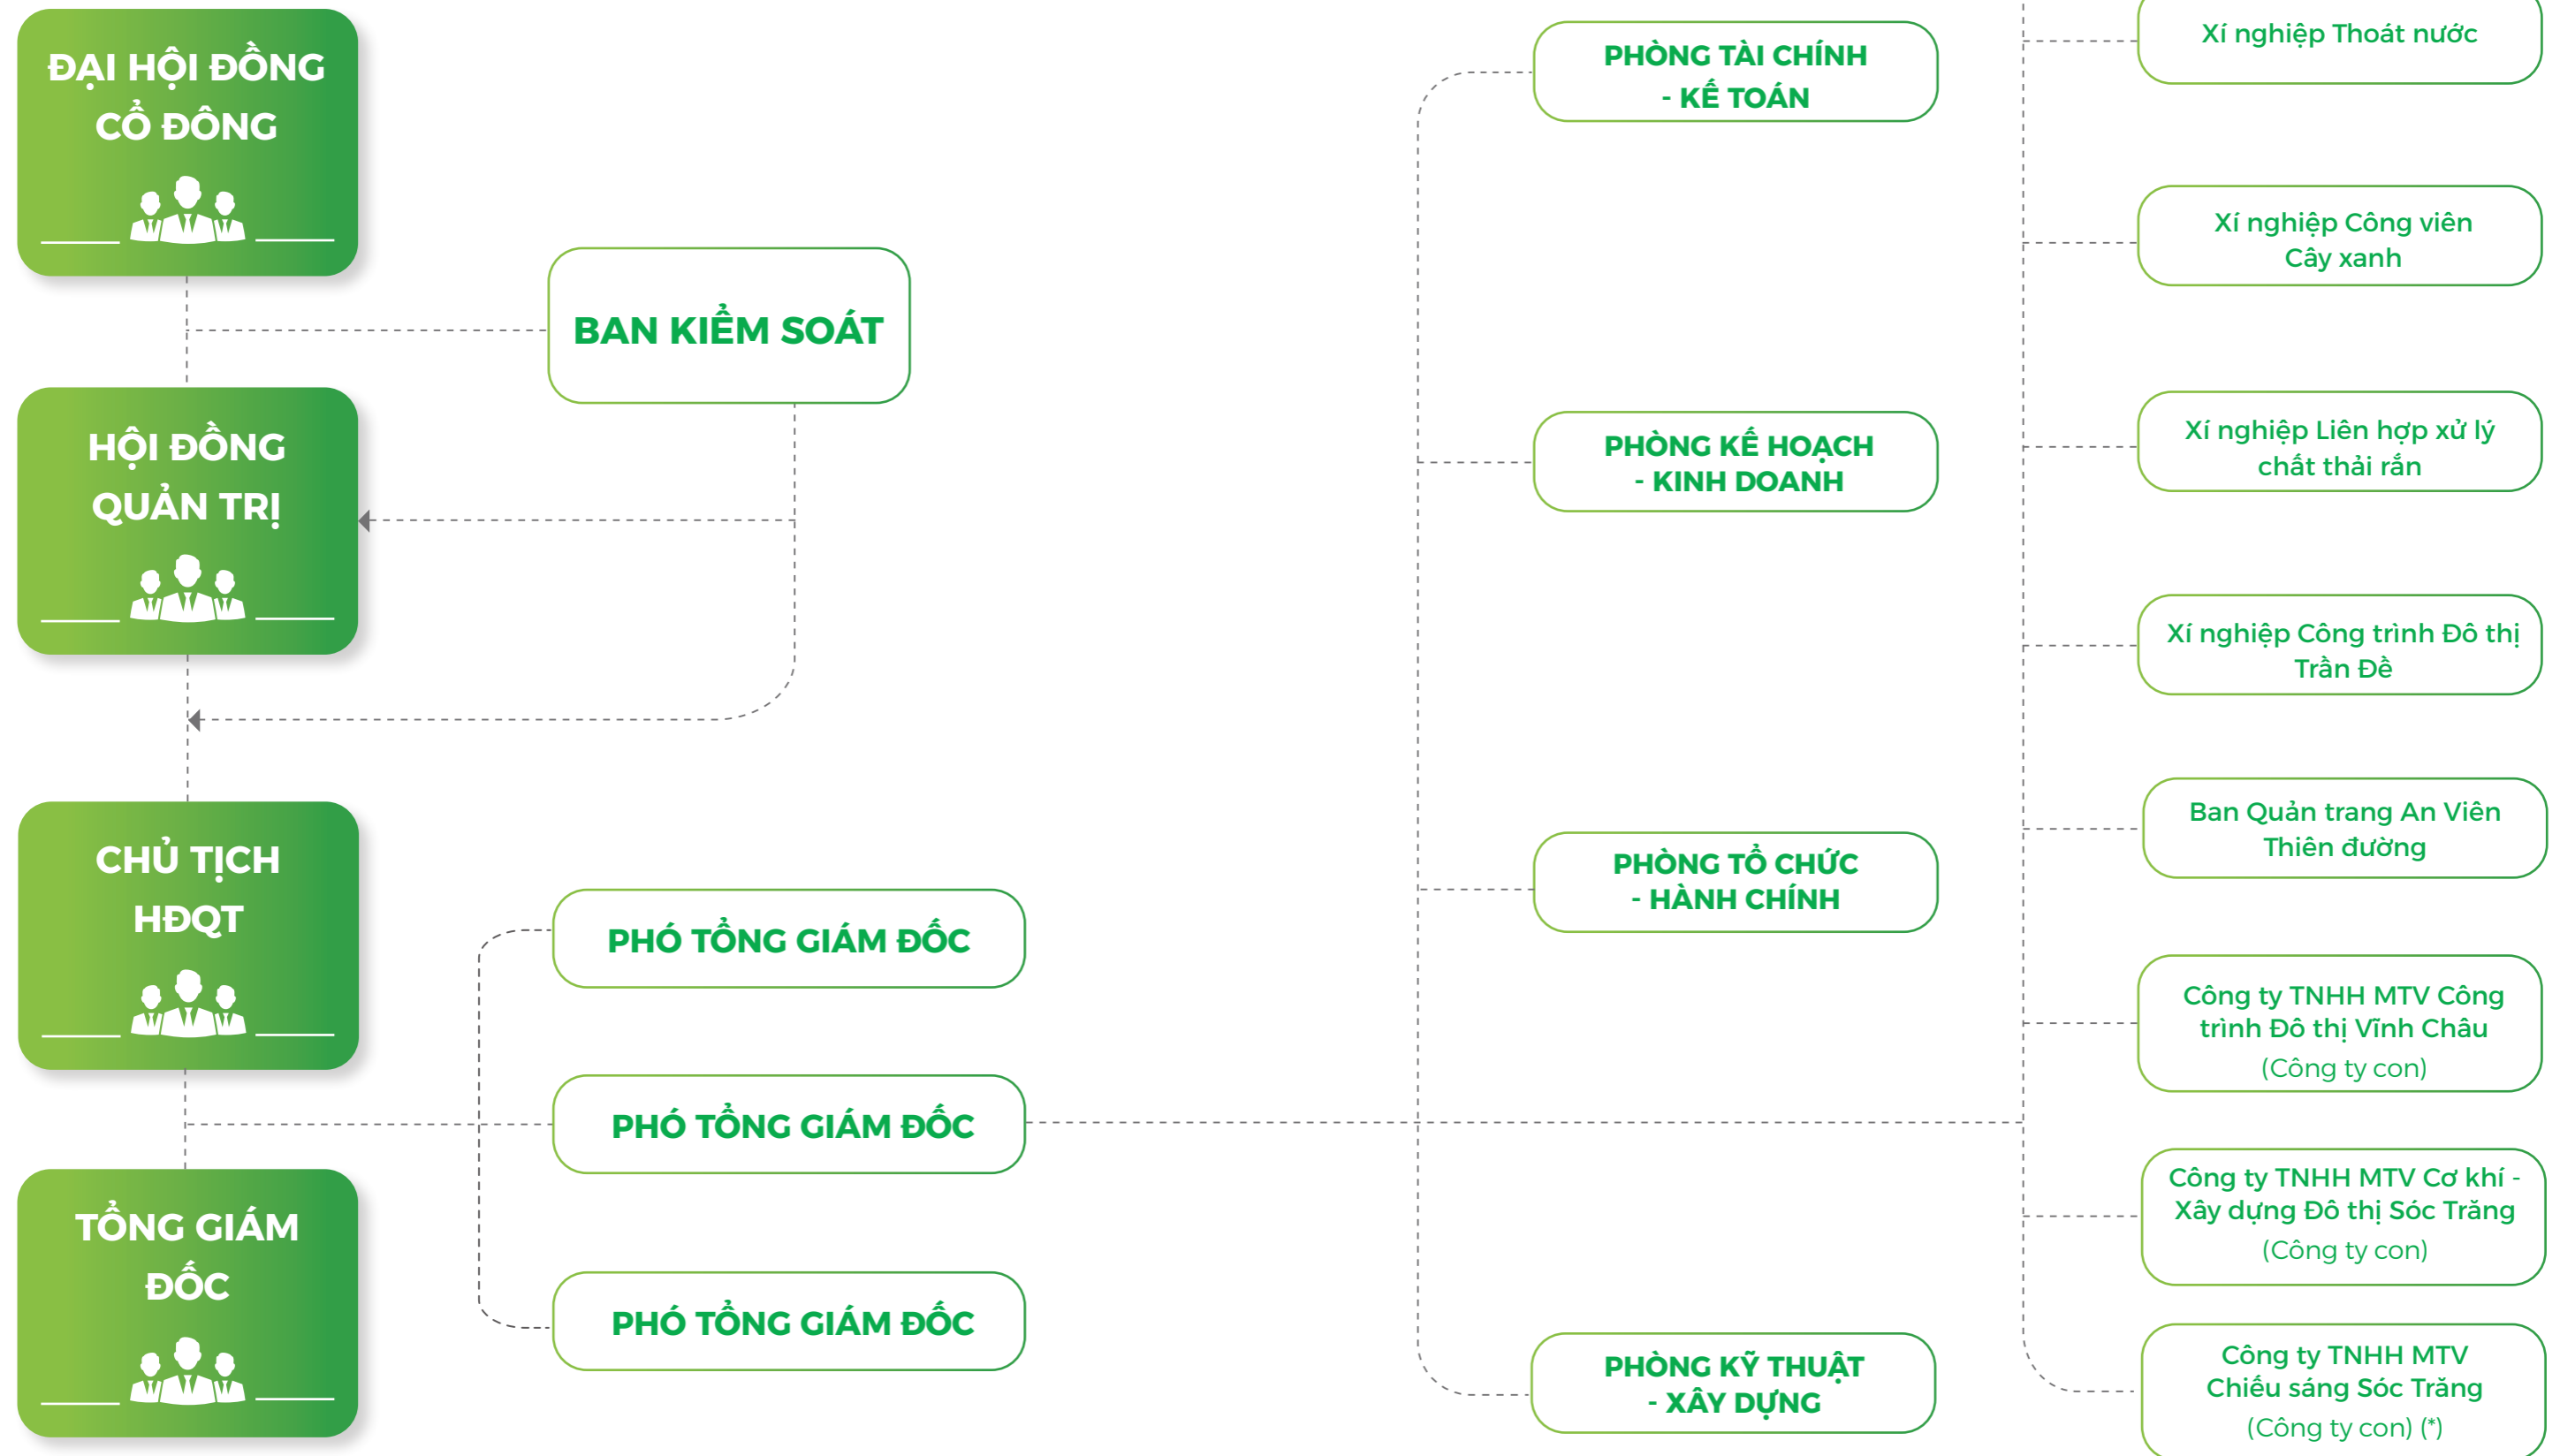 ĐẠI HỘI ĐỒNG
CỔ ĐÔNG
BAN KIỂM SOÁT
HỘI ĐỒNG
QUẢN TRỊ
CHỦ TỊCH
HĐQT
TỔNG GIÁM
ĐỐC
PHÓ TỔNG GIÁM ĐỐC
PHÓ TỔNG GIÁM ĐỐC
PHÓ TỔNG GIÁM ĐỐC
PHÒNG TÀI CHÍNH
- KẾ TOÁN
PHÒNG KẾ HOẠCH
- KINH DOANH
PHÒNG TỔ CHỨC
- HÀNH CHÍNH
PHÒNG KỸ THUẬT
- XÂY DỰNG
Xí nghiệp Thoát nước
Xí nghiệp Công viên
Cây xanh
Xí nghiệp Liên hợp xử lý
chất thải rắn
Xí nghiệp Công trình Đô thị
Trần Đề
Ban Quản trang An Viên
Thiên đường
Công ty TNHH MTV Công
trình Đô thị Vĩnh Châu
(Công ty con)
Công ty TNHH MTV Cơ khí -
Xây dựng Đô thị Sóc Trăng
(Công ty con)
Công ty TNHH MTV
Chiếu sáng Sóc Trăng
(Công ty con) (*)